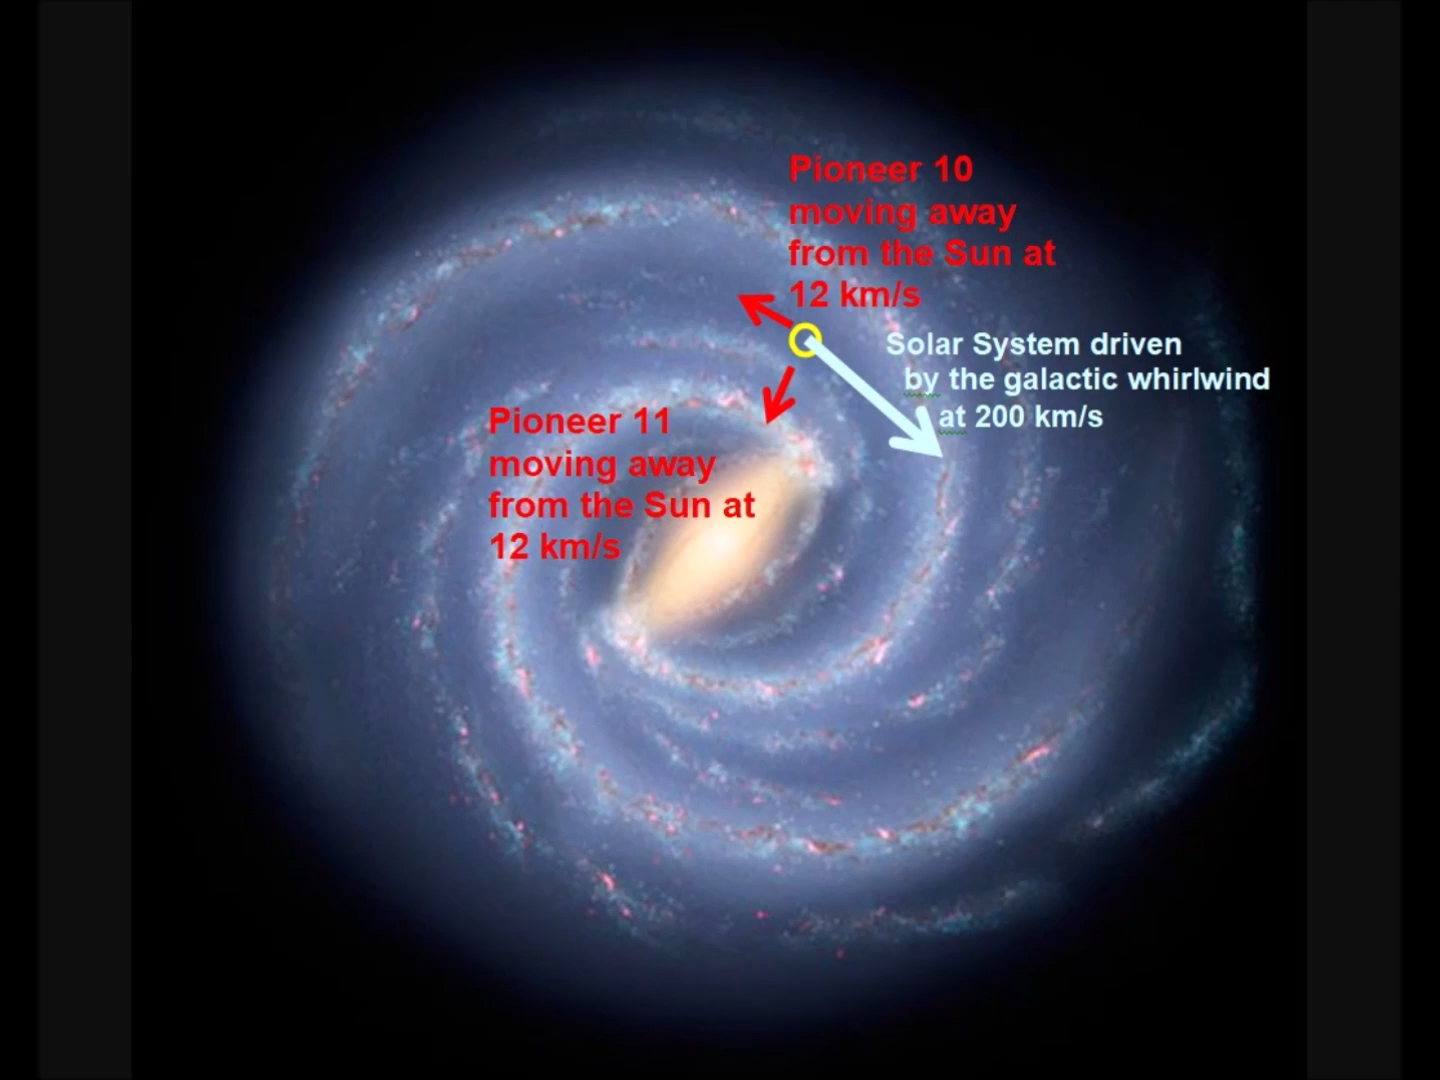 Pioneer 10
moving away
from the Sun at
12 km/s
Solar System driven
by the galactic whirlwind
at 200 km/s
Pioneer 11
moving away
from the Sun at
12 km/s